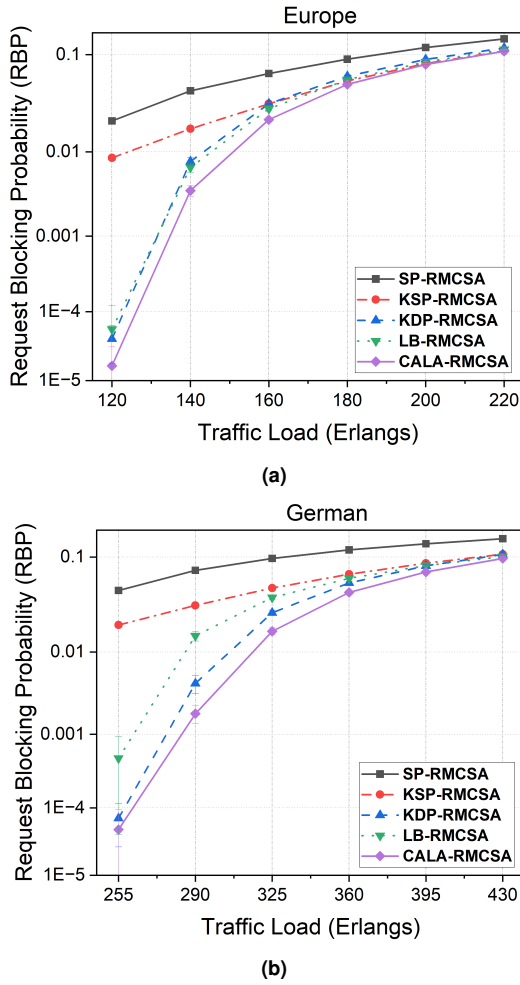 Europe
Request Blocking Probability (RBP)
0.1
0.01
0.001
1E−4
1E−5
SP-RMCSA
KSP-RMCSA
KDP-RMCSA
LB-RMCSA
CALA-RMCSA
120 140 160 180 200 220
Traffic Load (Erlangs)
(a)
German
Request Blocking Probability (RBP)
0.1
0.01
0.001
1E−4
1E−5
SP-RMCSA
KSP-RMCSA
KDP-RMCSA
LB-RMCSA
CALA-RMCSA
255 290 325 360 395 430
Traffic Load (Erlangs)
(b)